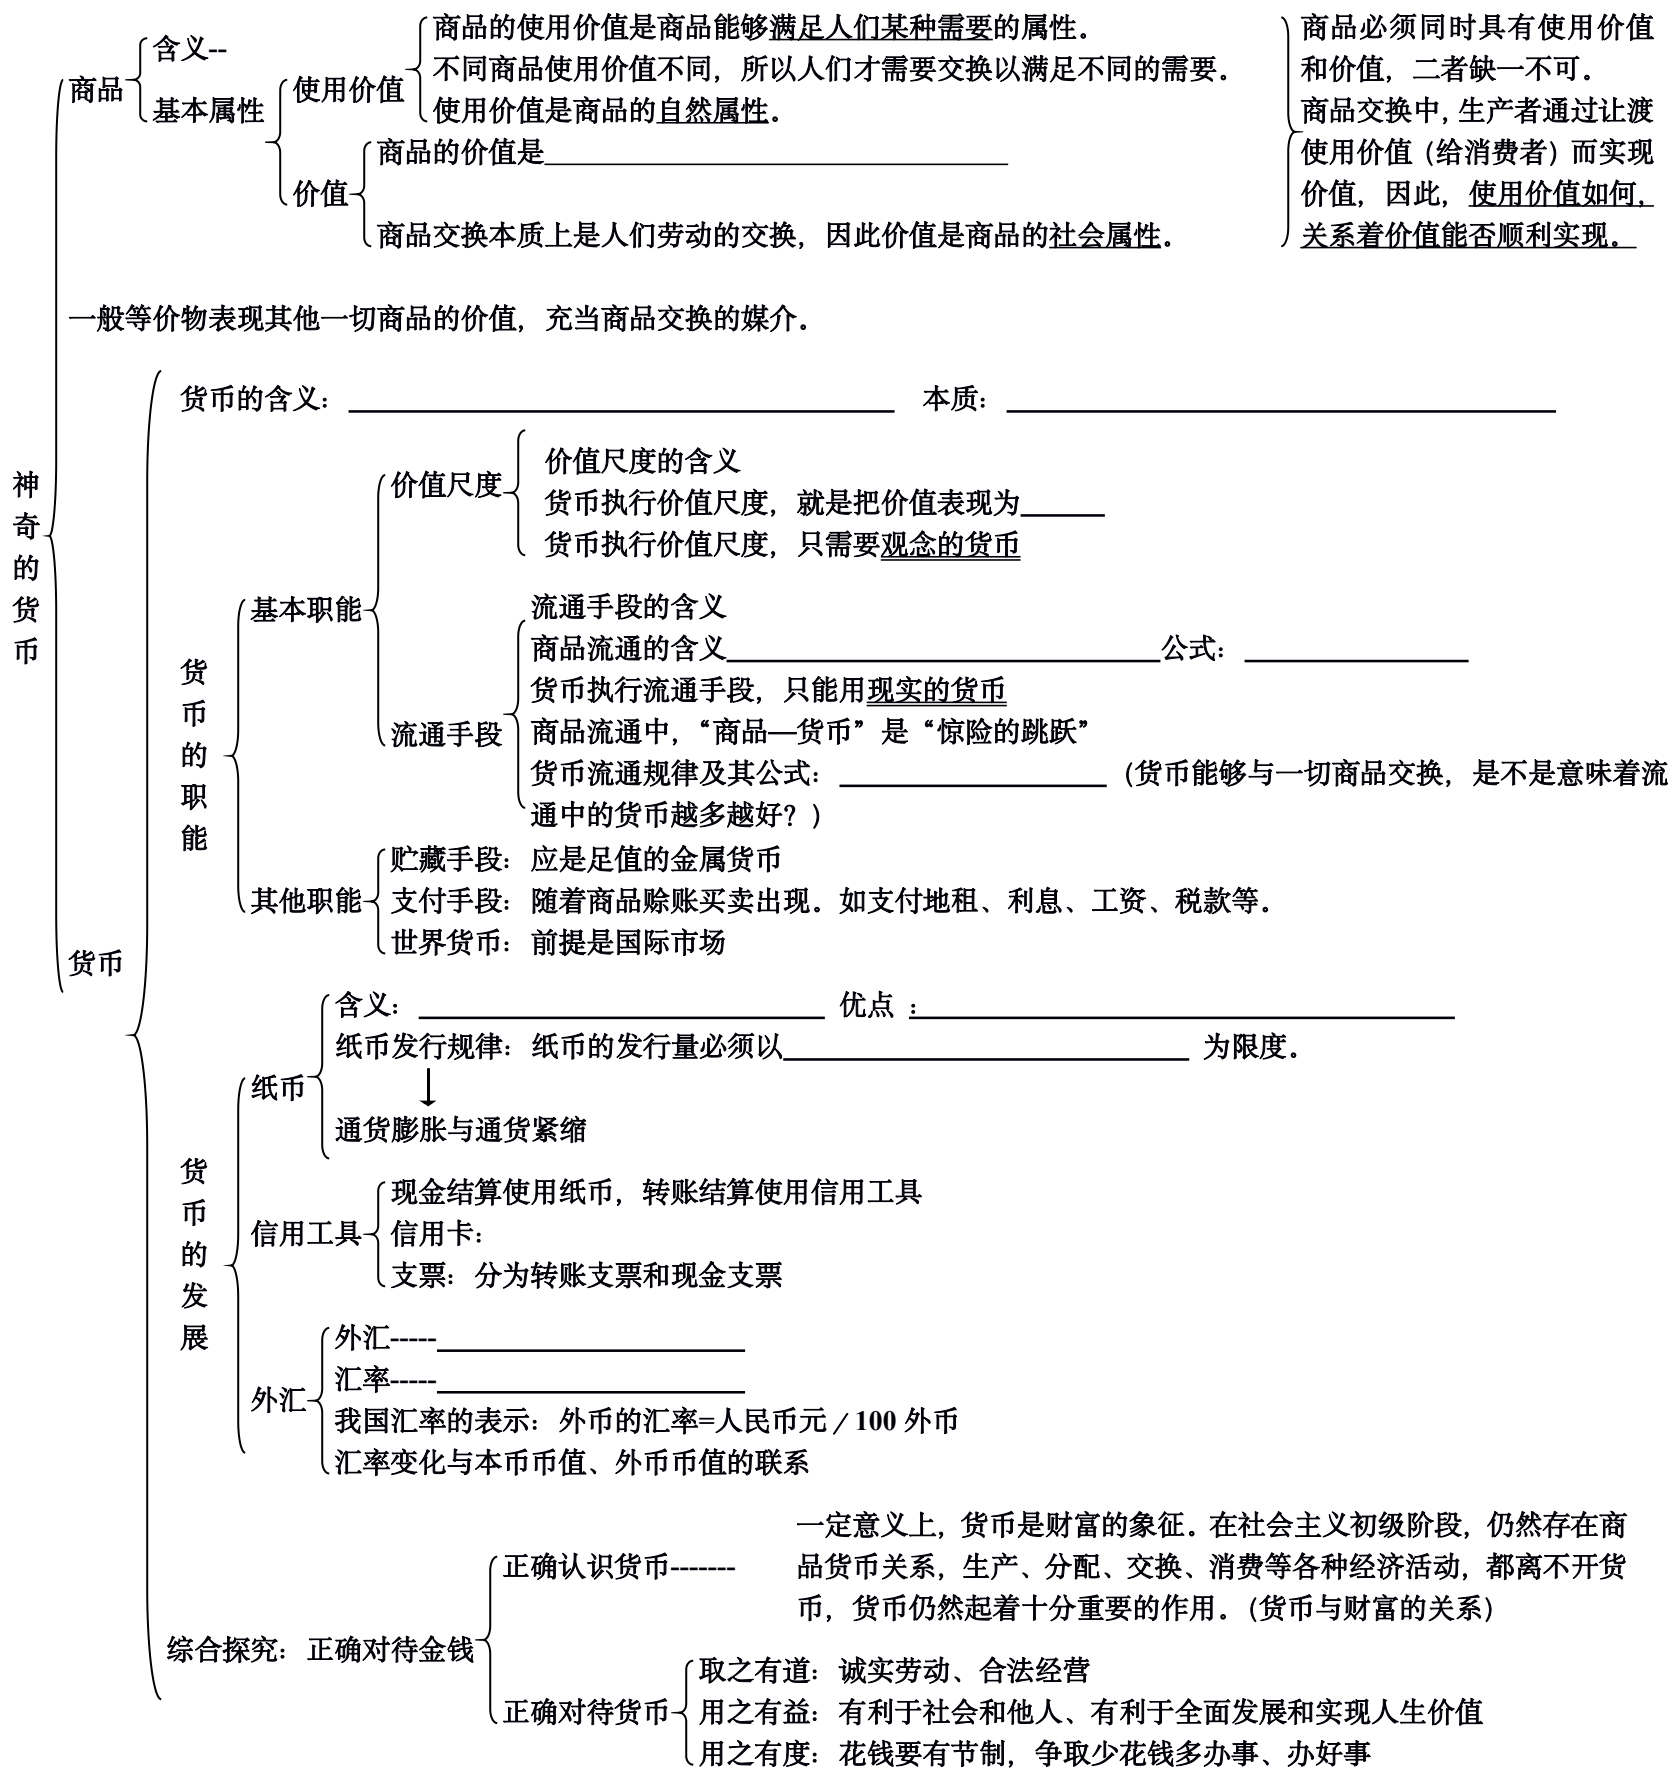 商品的使用价值是商品能够满足人们某种需要的属性。
不同商品使用价值不同，所以人们才需要交换以满足不同的需要。
使用价值是商品的自然属性。
含义--
商品
基本属性
使用价值
商品的价值是
价值
商品交换本质上是人们劳动的交换，因此价值是商品的社会属性。
商品必须同时具有使用价值
和价值，二者缺一不可。
商品交换中，生产者通过让渡
使用价值（给消费者）而实现
价值，因此，使用价值如何，
关系着价值能否顺利实现。
一般等价物表现其他一切商品的价值，充当商品交换的媒介。
神奇的货币
货币
货币的含义： 本质：
货币的职能
基本职能
价值尺度
价值尺度的含义
货币执行价值尺度，就是把价值表现为
货币执行价值尺度，只需要观念的货币
流通手段
流通手段的含义
商品流通的含义 公式：
货币执行流通手段，只能用现实的货币
商品流通中，“商品—货币”是“惊险的跳跃”
货币流通规律及其公式： （货币能够与一切商品交换，是不是意味着流
通中的货币越多越好？）
其他职能
贮藏手段：应是足值的金属货币
支付手段：随着商品赊账买卖出现。如支付地租、利息、工资、税款等。
世界货币：前提是国际市场
货币的发展
纸币
含义： 优点 ：
纸币发行规律：纸币的发行量必须以 为限度。
通货膨胀与通货紧缩
信用工具
现金结算使用纸币，转账结算使用信用工具
信用卡：
支票：分为转账支票和现金支票
外汇
外汇-----
汇率-----
我国汇率的表示：外币的汇率=人民币元／100 外币
汇率变化与本币币值、外币币值的联系
综合探究：正确对待金钱
正确认识货币-------
一定意义上，货币是财富的象征。在社会主义初级阶段，仍然存在商
品货币关系，生产、分配、交换、消费等各种经济活动，都离不开货
币，货币仍然起着十分重要的作用。（货币与财富的关系）
正确对待货币
取之有道：诚实劳动、合法经营
用之有益：有利于社会和他人、有利于全面发展和实现人生价值
用之有度：花钱要有节制，争取少花钱多办事、办好事